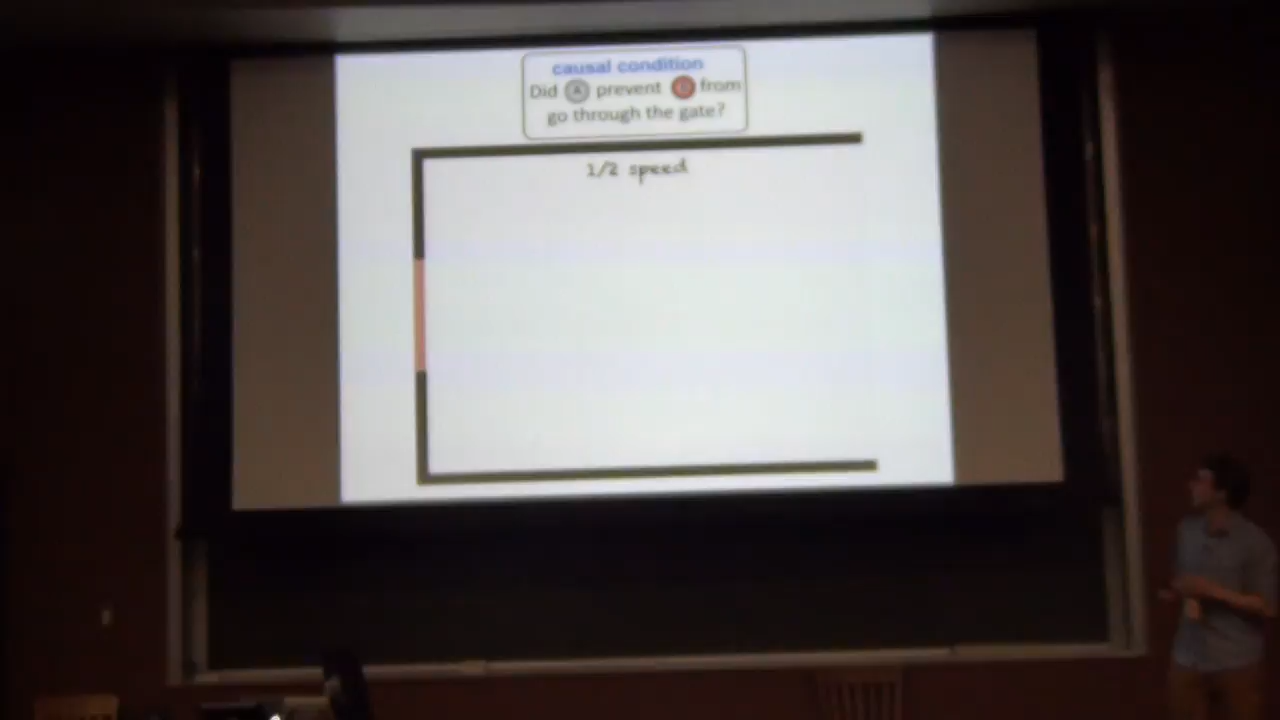 causal condition
Did A prevent from
go through the gate?
1/2 speed